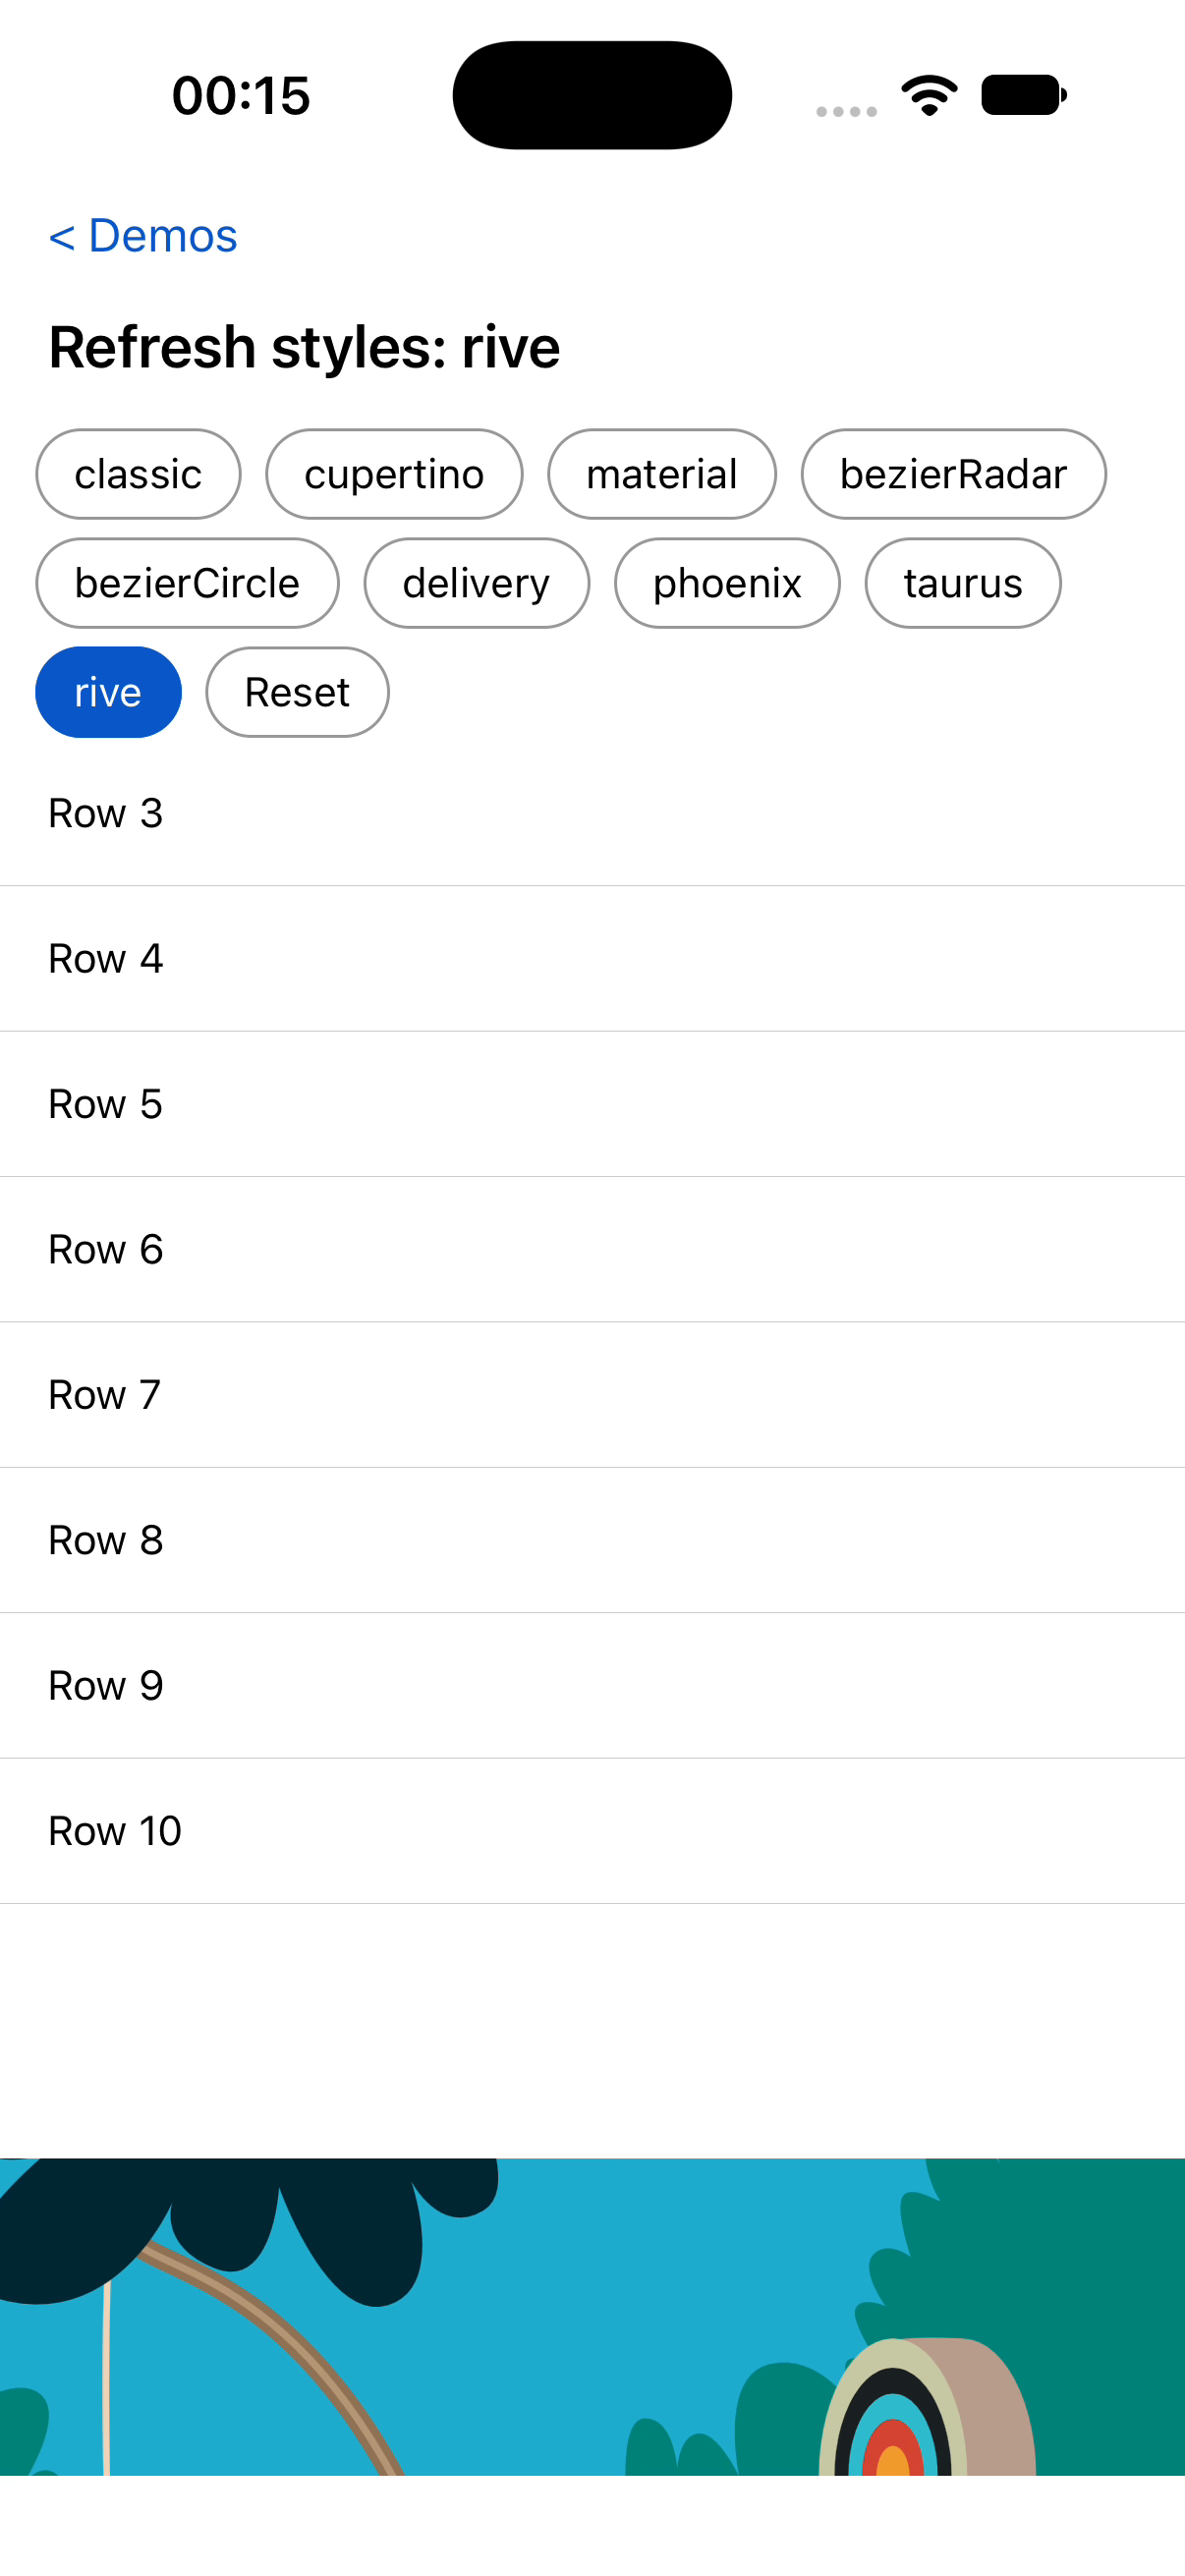 00:15
< Demos
Refresh styles: rive
classic cupertino material bezierRadar
bezierCircle delivery phoenix taurus
rive Reset
Row 3
Row 4
Row 5
Row 6
Row 7
Row 8
Row 9
Row 10